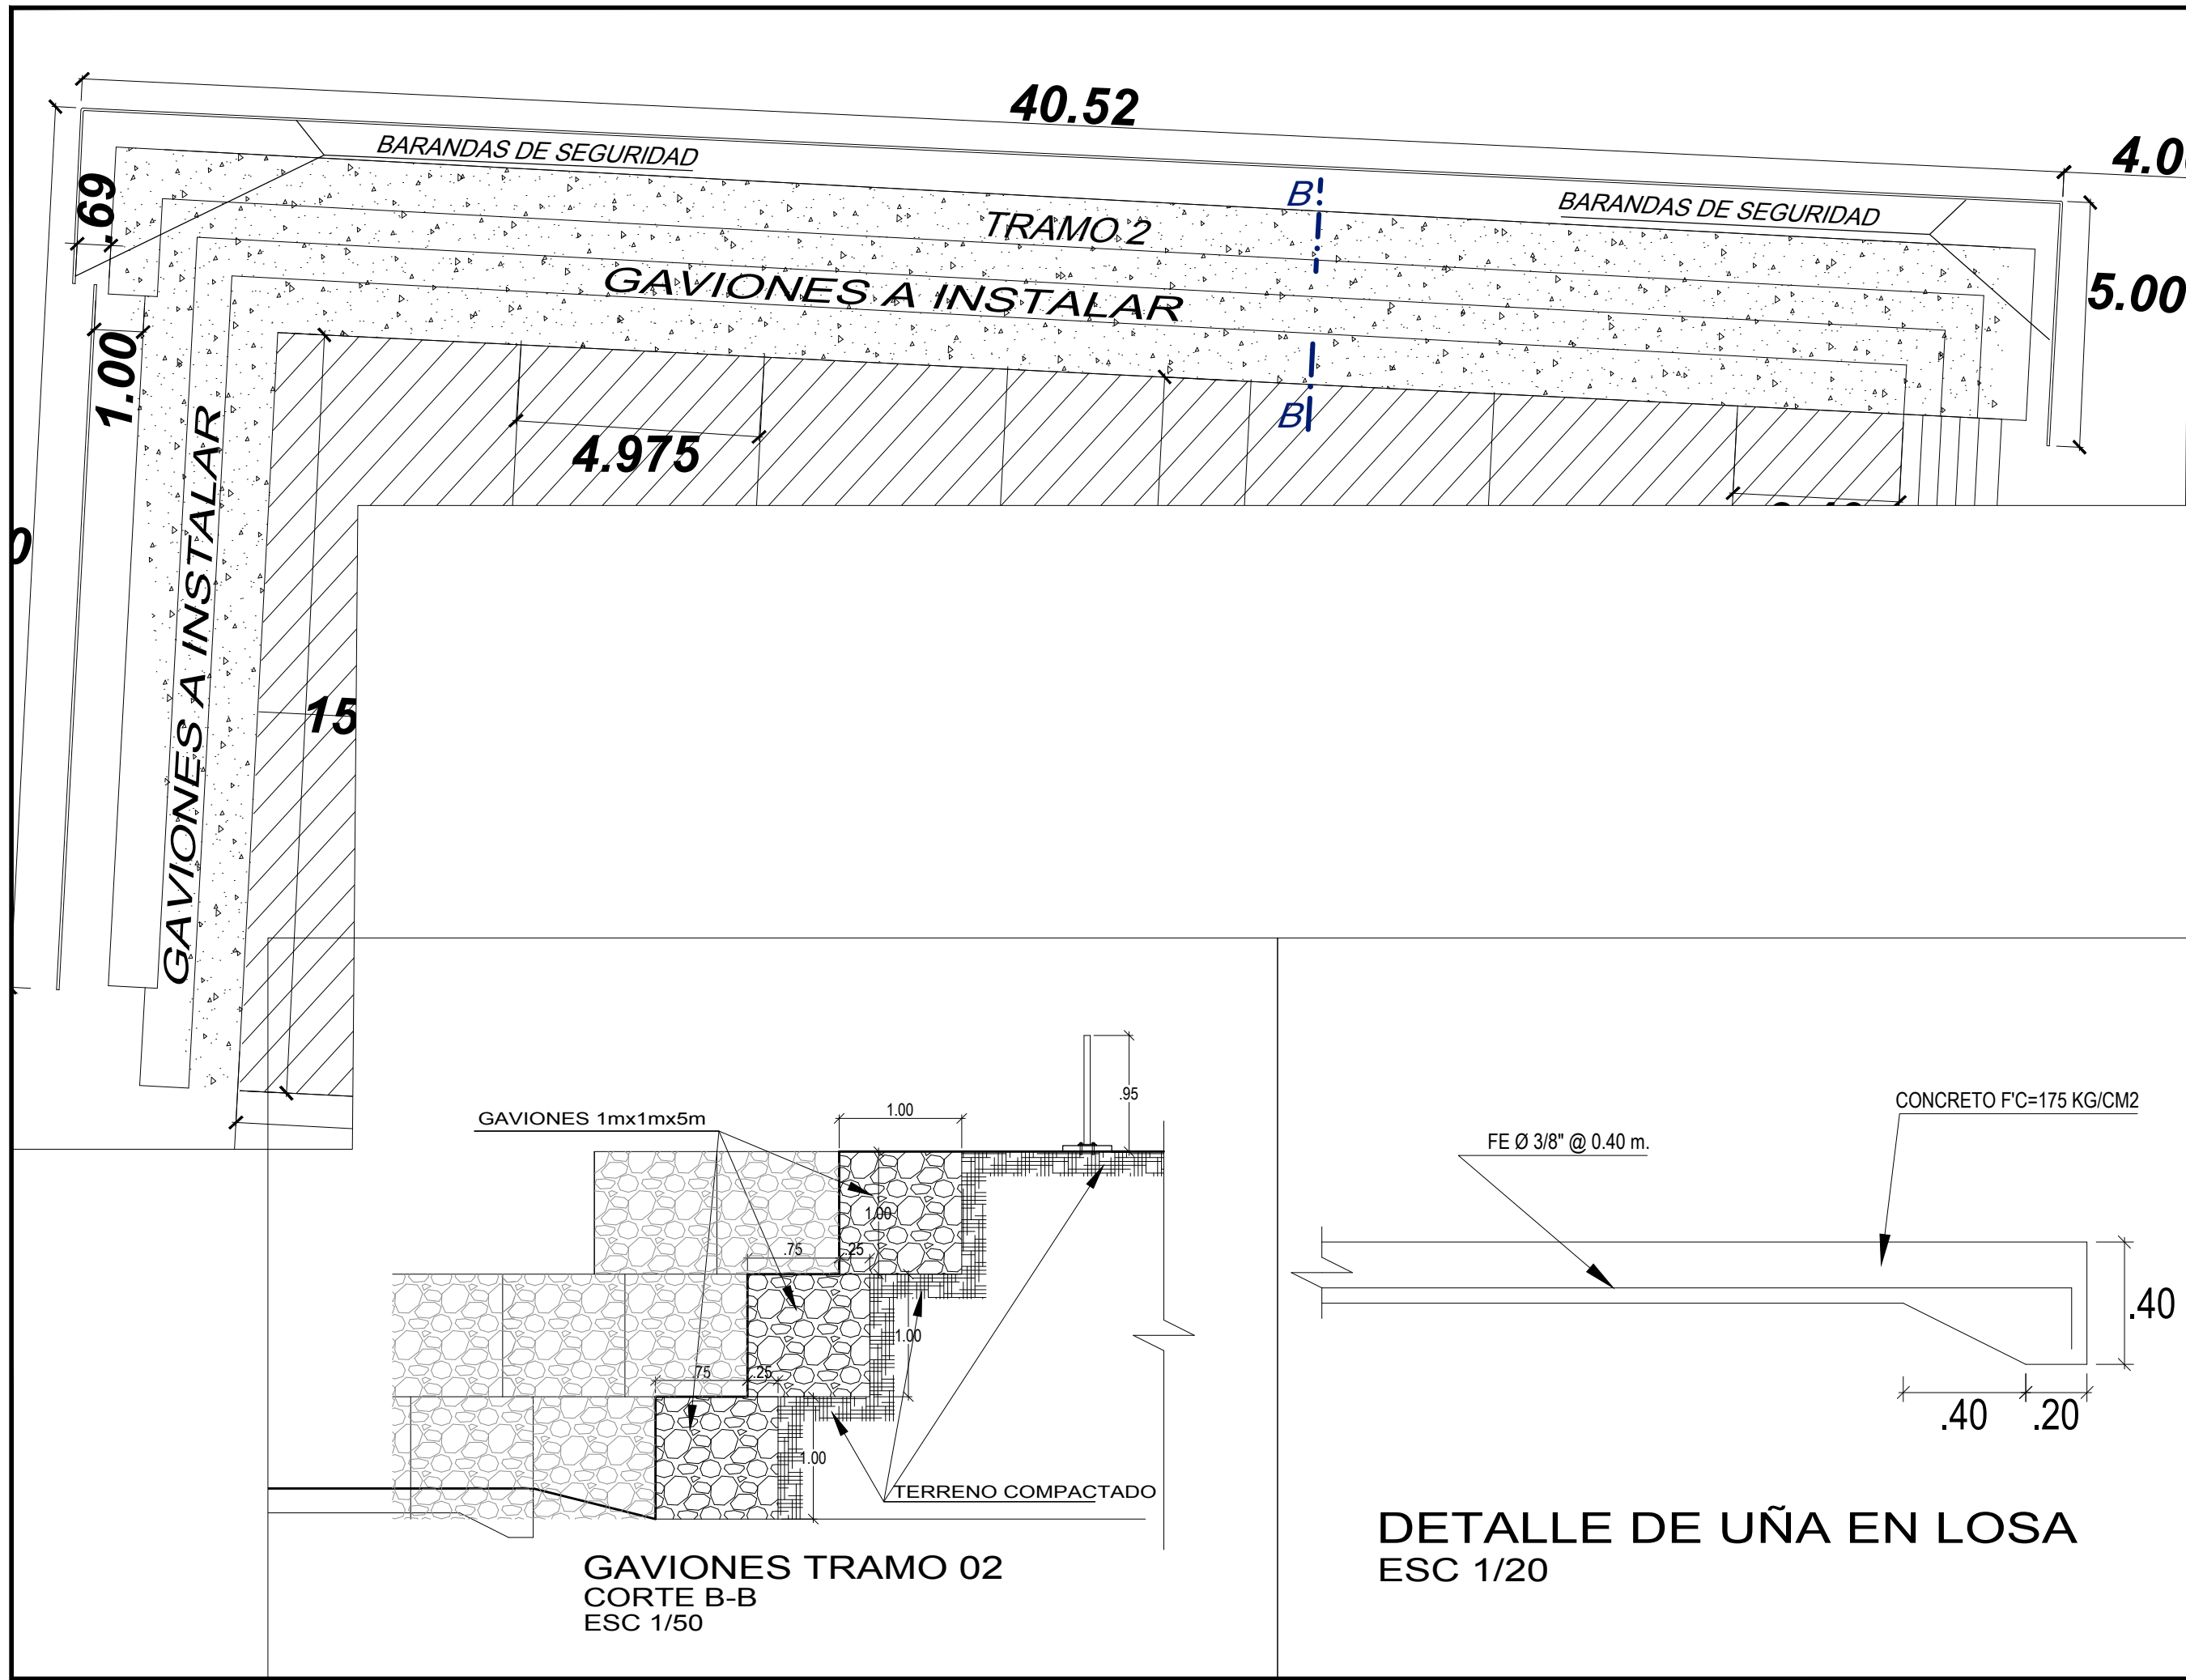 40.52
4.0
BARANDAS DE SEGURIDAD
.69
B
BARANDAS DE SEGURIDAD
TRAMO 2
GAVIONES A INSTALAR
5.00
1.00
B
4.975
GAVIONES A INSTALAR
0
15
.95
GAVIONES 1mx1mx5m
1.00
1.00
.75
.25
1.00
.75
.25
1.00
TERRENO COMPACTADO
GAVIONES TRAMO 02
CORTE B-B
ESC 1/50
CONCRETO F'C=175 KG/CM2
FE Ø 3/8" @ 0.40 m.
.40
.40
.20
DETALLE DE UÑA EN LOSA
ESC 1/20